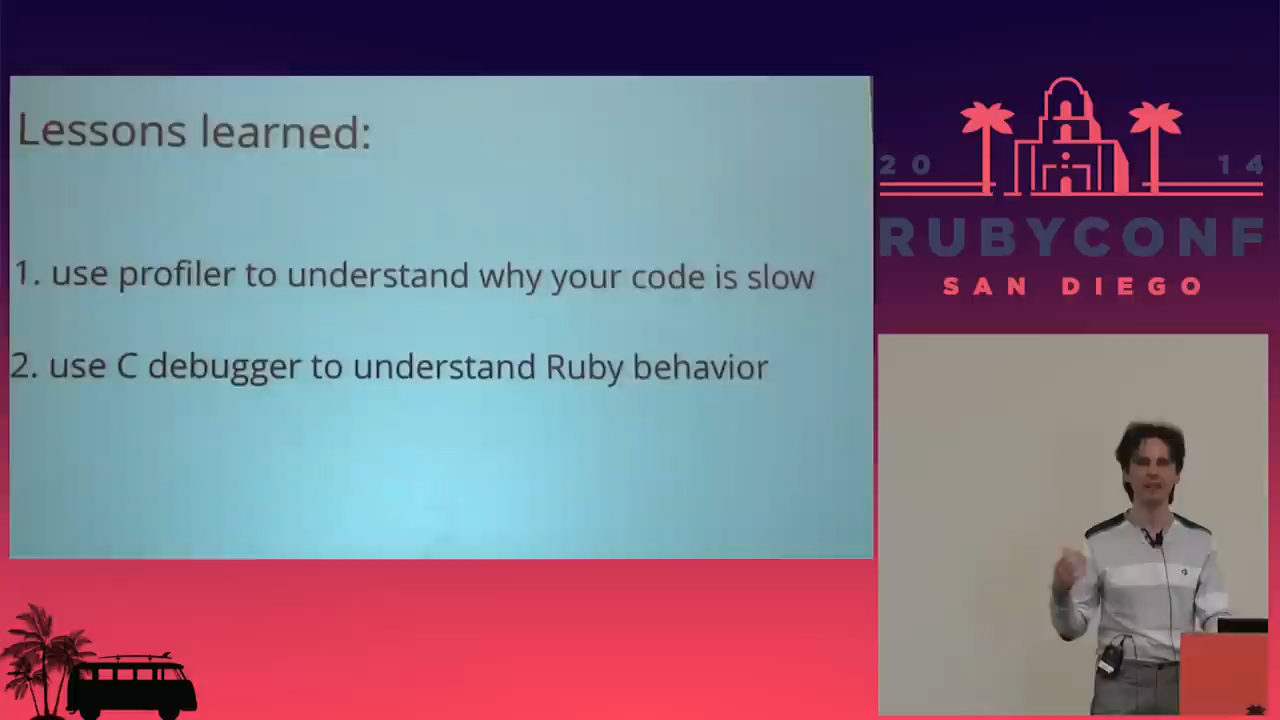 Lessons learned:
1. use profiler to understand why your code is slow
2. use C debugger to understand Ruby behavior
20 14
RUBYCONF
SAN DIEGO